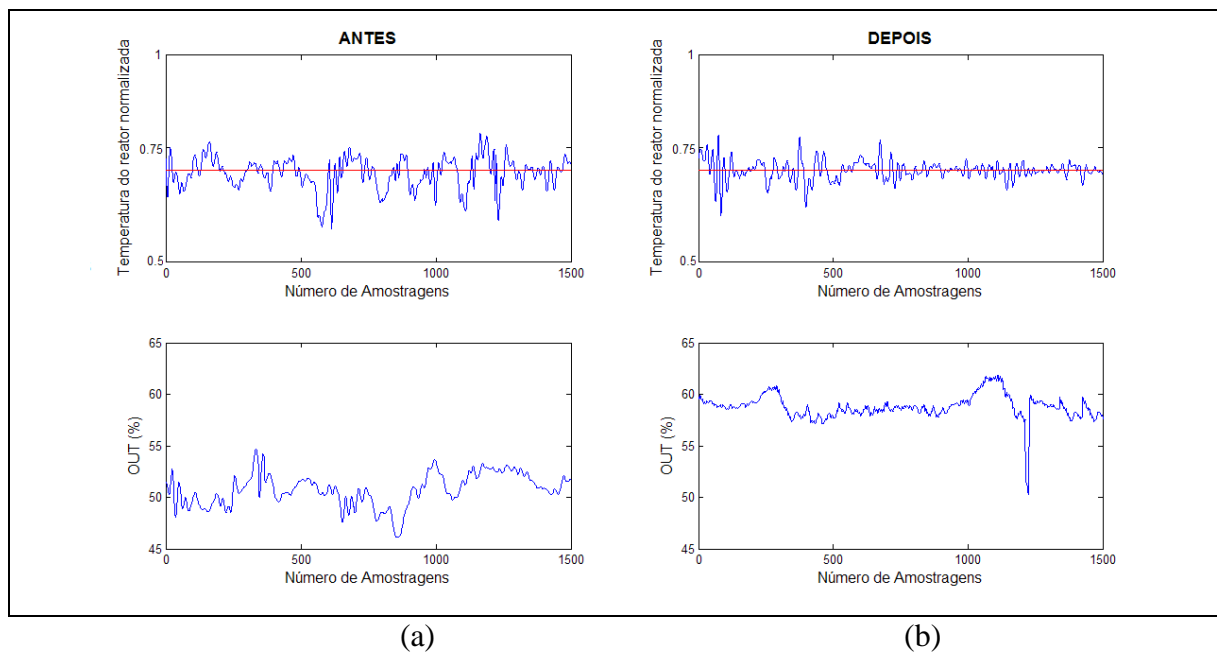 ANTES
Temperatura do reator normalizada
1
0.75
0.5
0
500
1000
1500
Número de Amostragens
DEPOIS
Temperatura do reator normalizada
1
0.75
0.5
0
500
1000
1500
Número de Amostragens
OUT (%)
65
60
55
50
45
0
500
1000
1500
Número de Amostragens
OUT (%)
65
60
55
50
45
0
500
1000
1500
Número de Amostragens
(a)
(b)